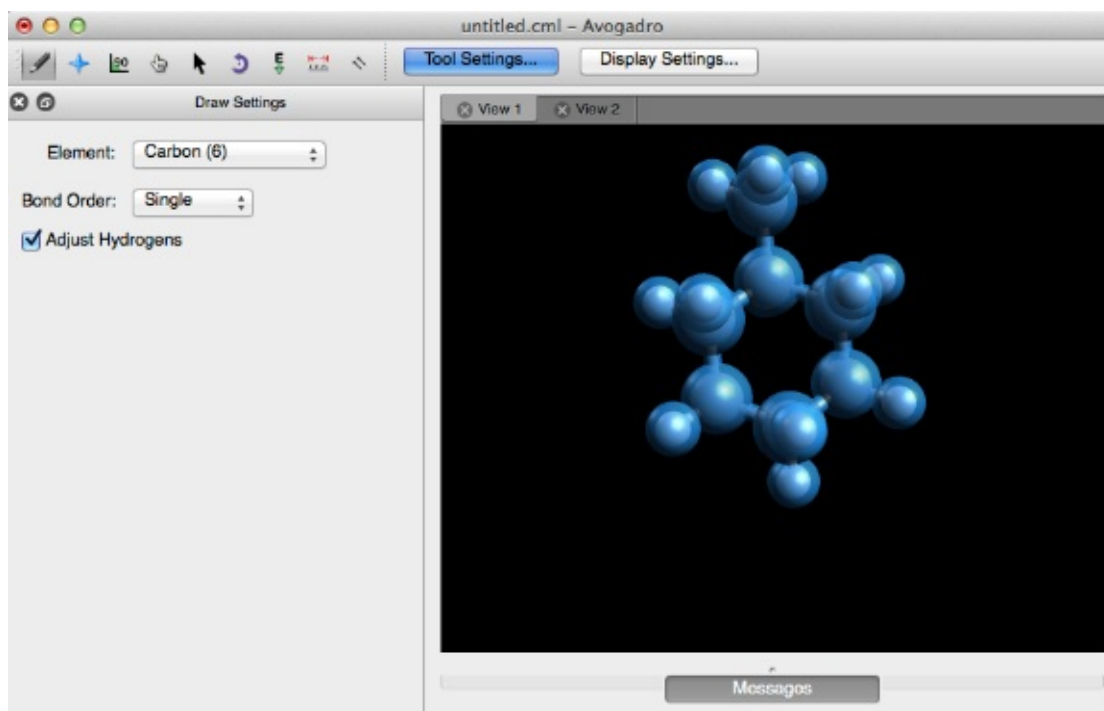 untitled.cml – Avogadro
90
E
Tool Settings...
Display Settings...
Draw Settings
View 1
View 2
Element:
Carbon (6)
Bond Order:
Single
Adjust Hydrogens
Messages